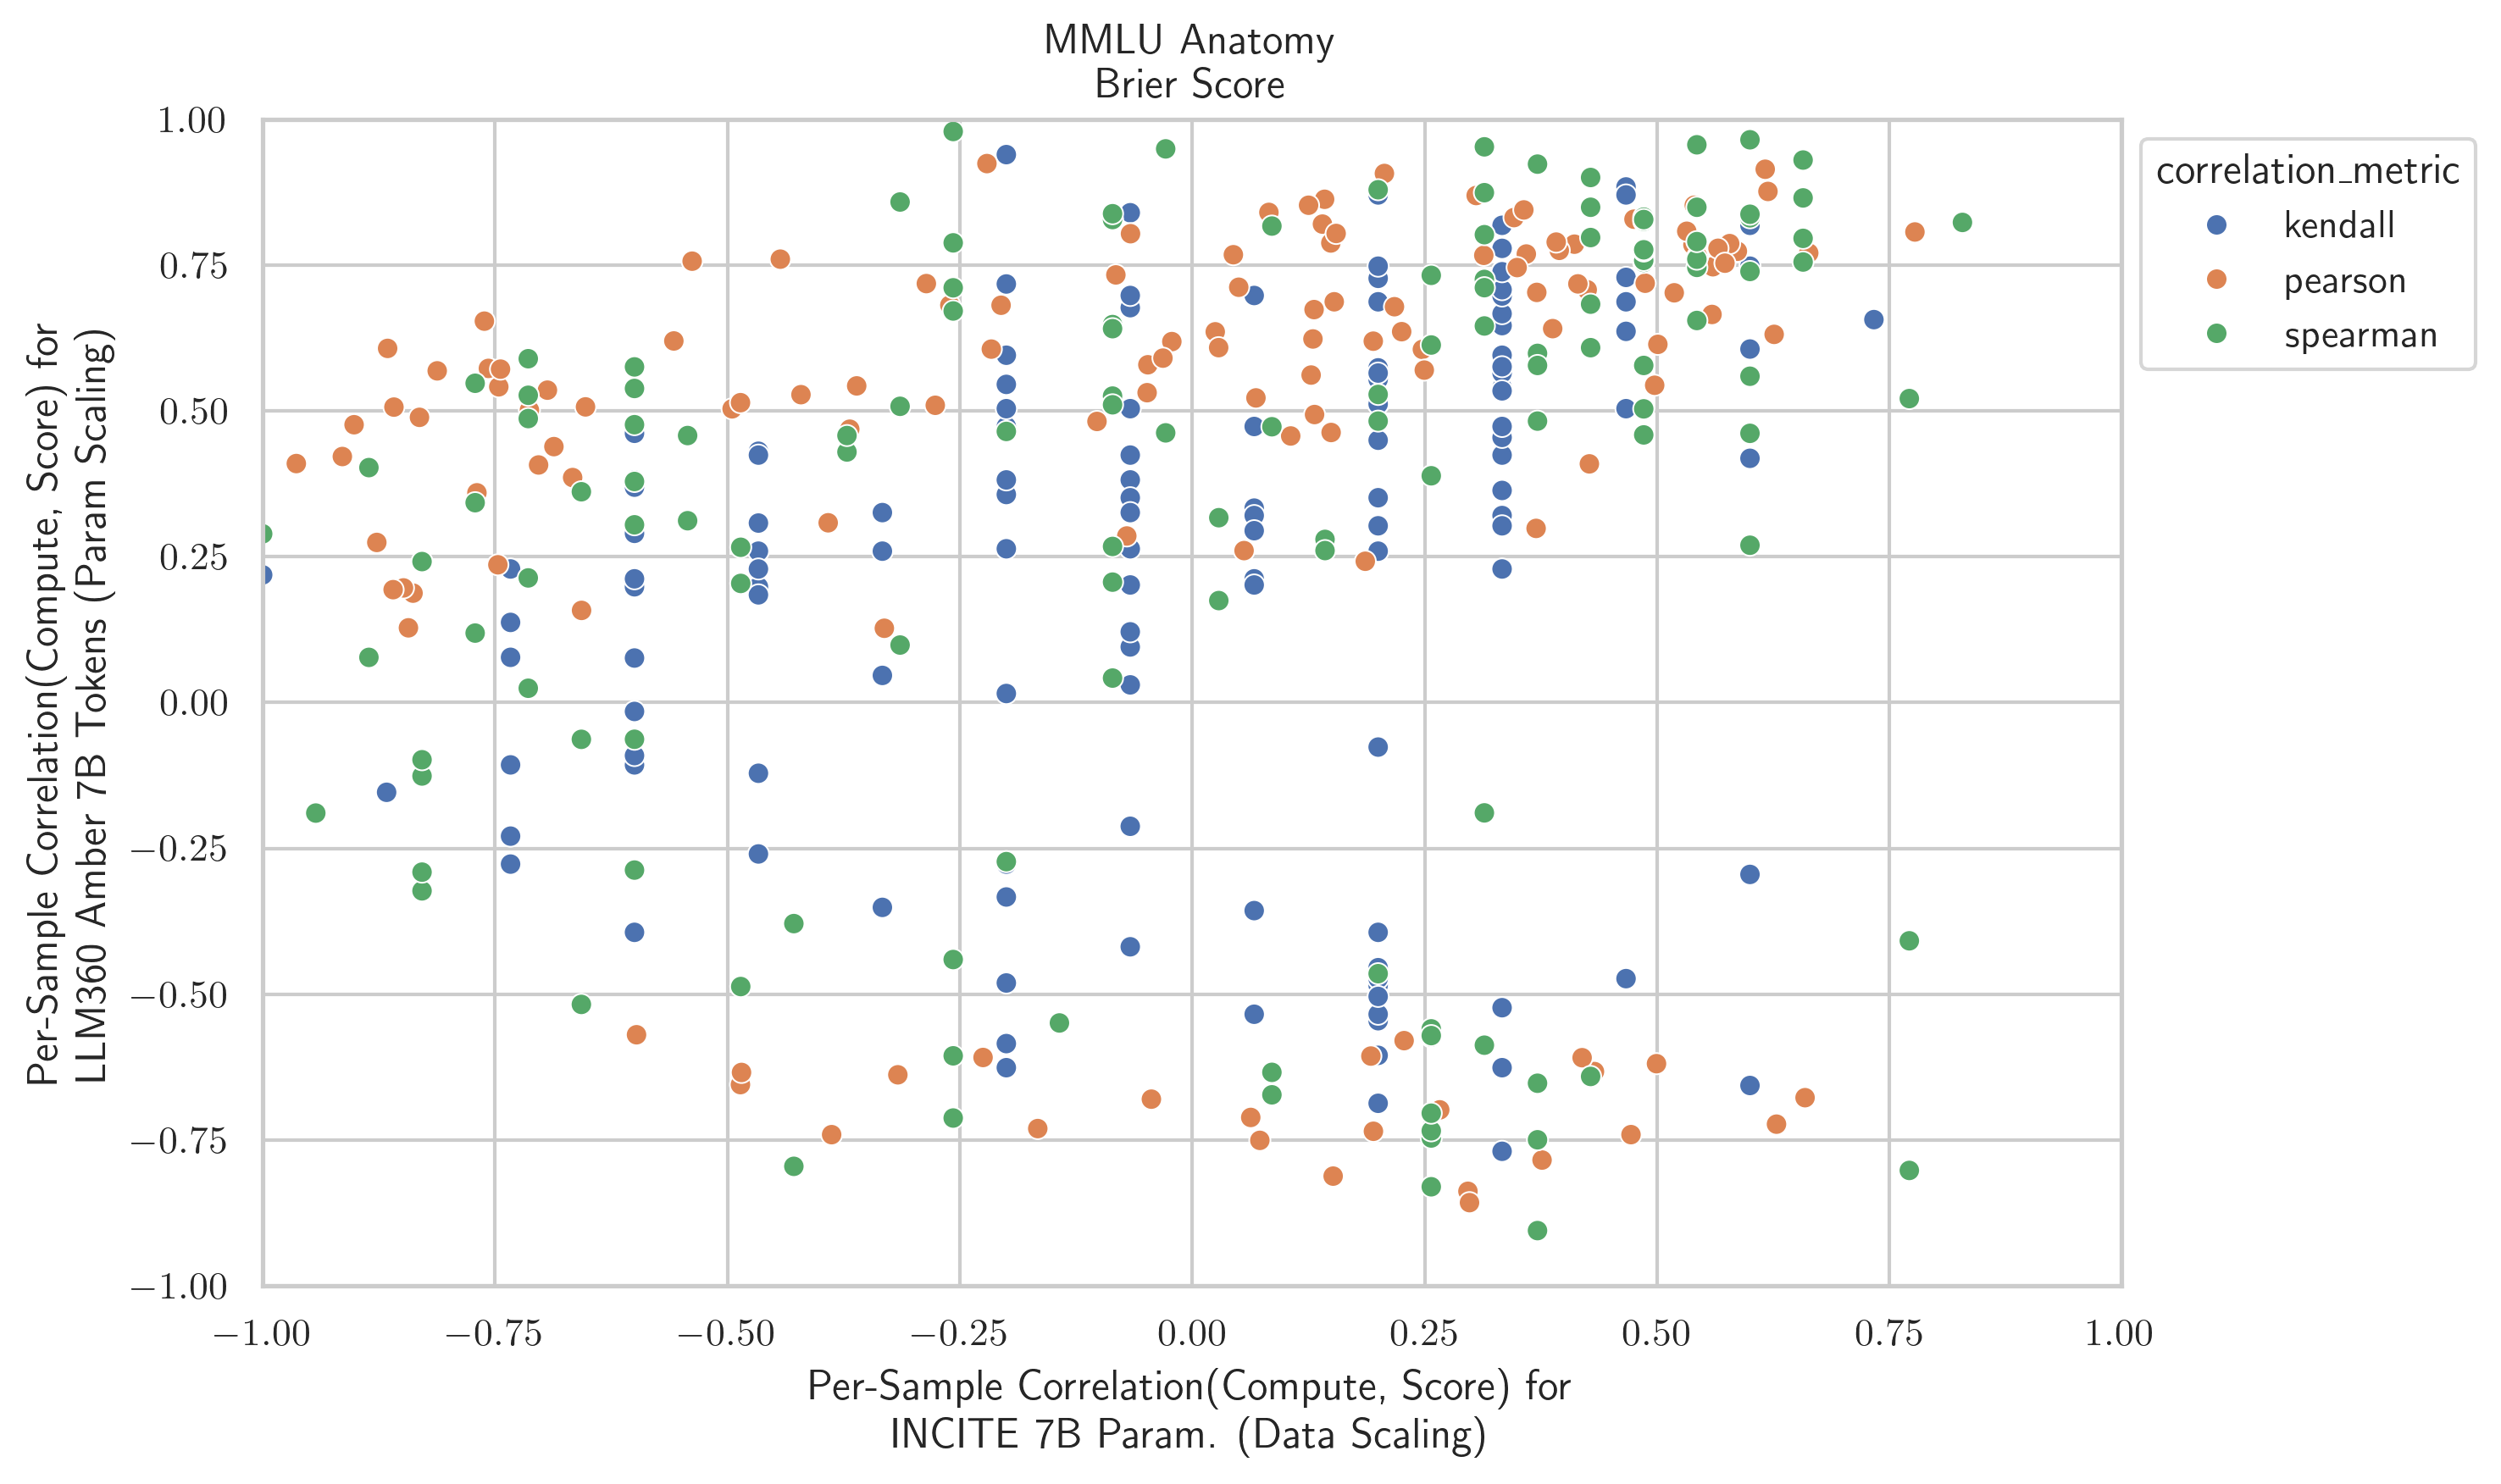 MMLU Anatomy
Brier Score
Per-Sample Correlation(Compute, Score) for
LLM360 Amber 7B Tokens (Param Scaling)
1.00
0.75
0.50
0.25
0.00
−0.25
−0.50
−0.75
−1.00
−1.00
−0.75
−0.50
−0.25
0.00
0.25
0.50
0.75
1.00
Per-Sample Correlation(Compute, Score) for
INCITE 7B Param. (Data Scaling)
correlation_metric
kendall
pearson
spearman